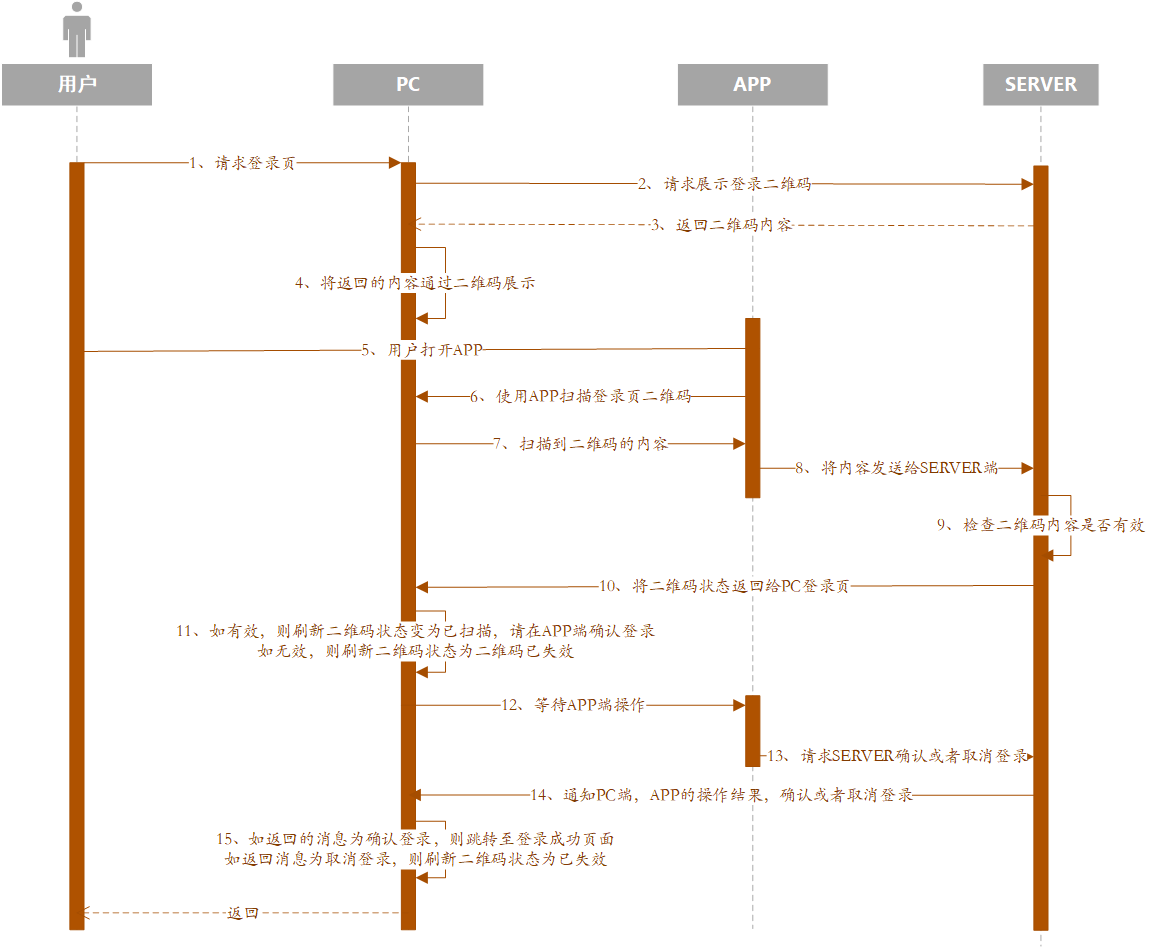 用户
PC
APP
SERVER
1、请求登录页
2、请求展示登录二维码
3、返回二维码内容
4、将返回的内容通过二维码展示
5、用户打开APP
6、使用APP扫描登录页二维码
7、扫描到二维码的内容
8、将内容发送给SERVER端
9、检查二维码内容是否有效
10、将二维码状态返回给PC登录页
11、如有效，则刷新二维码状态变为已扫描，请在APP端确认登录
如无效，则刷新二维码状态为二维码已失效
12、等待APP端操作
13、请求SERVER确认或者取消登录
14、通知PC端，APP的操作结果，确认或者取消登录
15、如返回的消息为确认登录，则跳转至登录成功页面
如返回消息为取消登录，则刷新二维码状态为已失效
返回